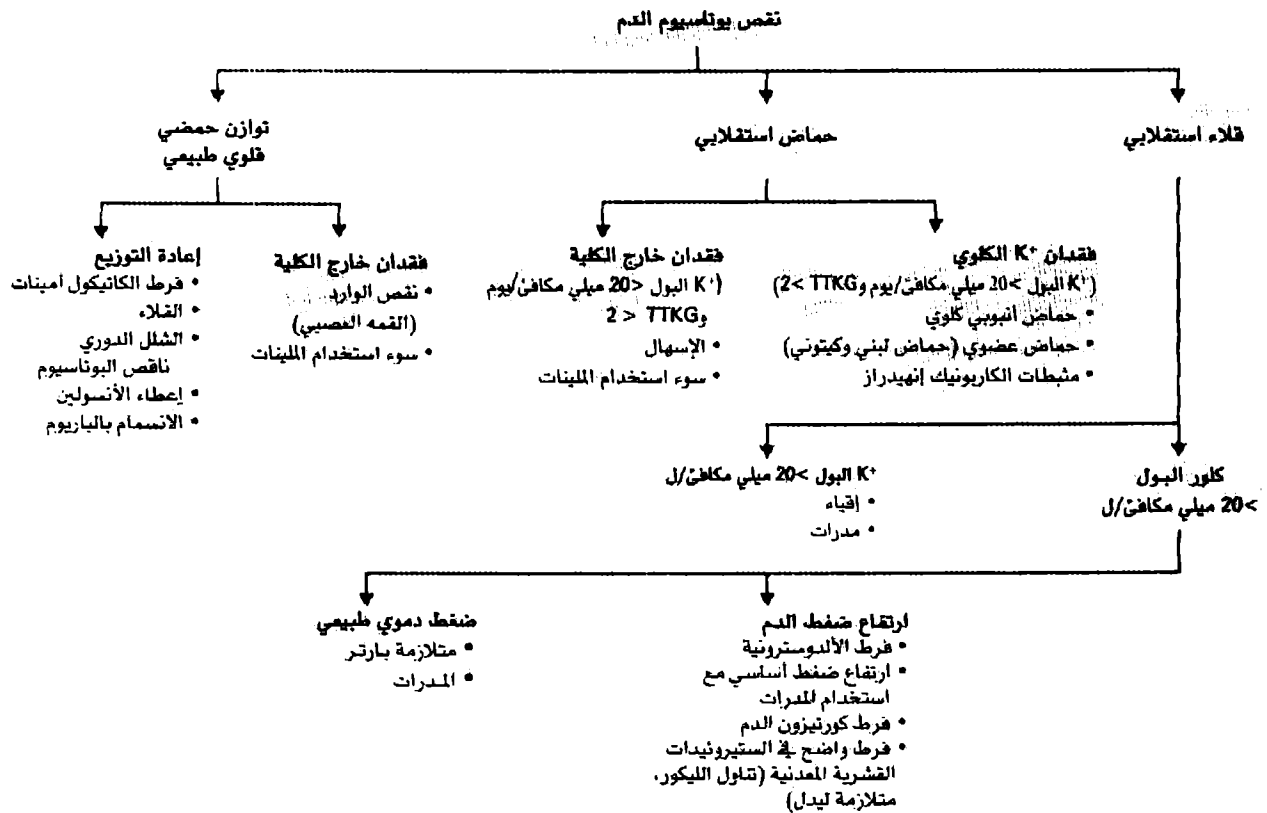 نقص بوتاسيوم الدم
قلاء استقلابي
حماض استقلابي
توازن حمضي
قلوي طبيعي
فقدان K+ الكلوي
(K+ البول >20 ميلي مكافئ/يوم وTTKG >2)
• حماض انبوبي كلوي
• حماض عضوي (حماض لبني وكيتوني)
• مثبطات الكاربونيك إنهيدراز
فقدان خارج الكلية
(K+ البول <20 ميلي مكافئ/يوم
وTTKG < 2
• الإسهال
• سوء استخدام الملينات
فقدان خارج الكلية
• نقص الوارد
(القمه العصبي)
• سوء استخدام الملينات
إعادة التوزيع
• فرط الكاتيكول أمينات
• القلاء
• الشلل الدوري
ناقص البوتاسيوم
• إعطاء الأنسولين
• الانسمام بالباريوم
كلور البول
>20 ميلي مكافئ/ل
K+ البول >20 ميلي مكافئ/ل
• إقياء
• مدرات
ارتفاع ضغط الدم
• فرط الألدوسترونية
• ارتفاع ضغط أساسي مع
استخدام المدرات
• فرط كورتيزون الدم
• فرط واضح في الستيروئيدات
القشرية المعدنية (تناول الليكور،
متلازمة ليدل)
ضغط دموي طبيعي
• متلازمة بارتر
• المدرات